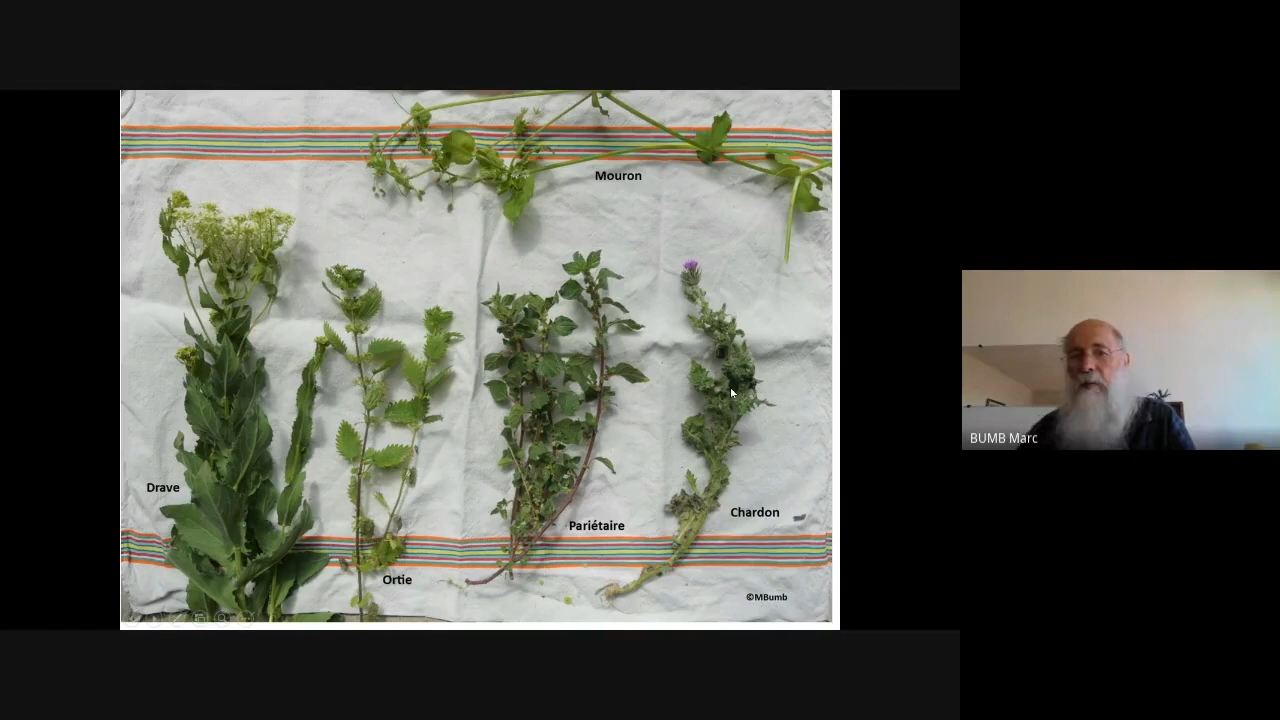 Mouron
Drave
Chardon
Pariétaire
Ortie
©MBumb
BUMB Marc